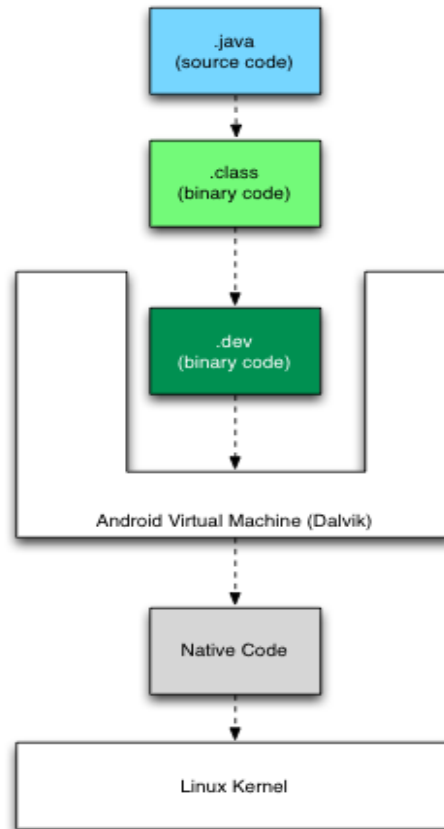 .java
(source code)
.class
(binary code)
.dev
(binary code)
Android Virtual Machine (Dalvik)
Native Code
Linux Kernel